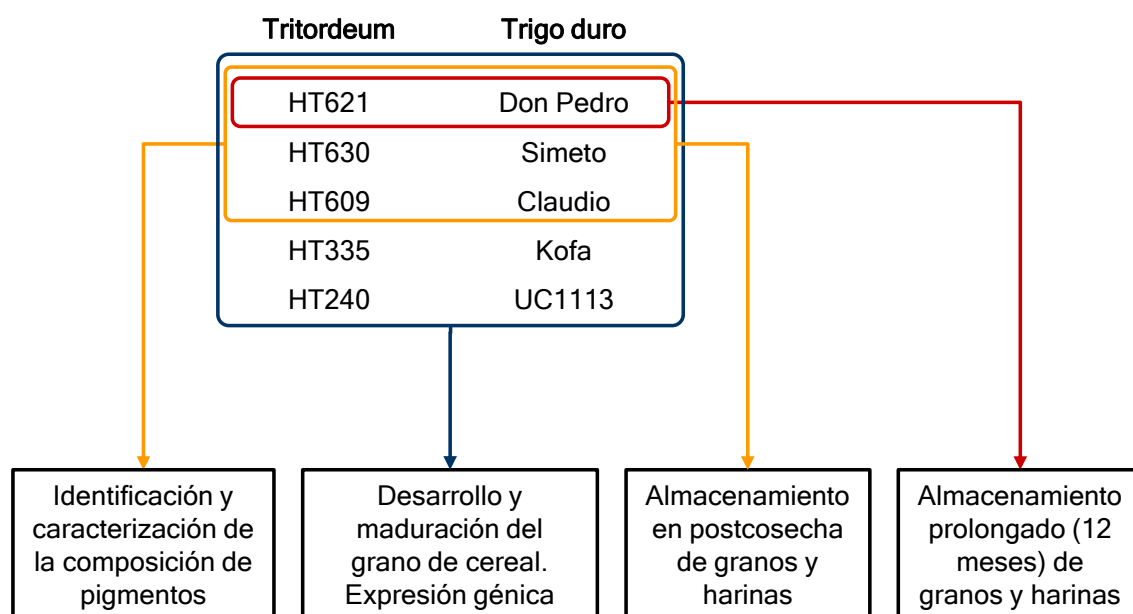 Tritordeum Trigo duro
HT621 Don Pedro
HT630 Simeto
HT609 Claudio
HT335 Kofa
HT240 UC1113
Identificación y
caracterización de
la composición de
pigmentos
Desarrollo y
maduración del
grano de cereal.
Expresión génica
Almacenamiento
en postcosecha
de granos y
harinas
Almacenamiento
prolongado (12
meses) de
granos y harinas